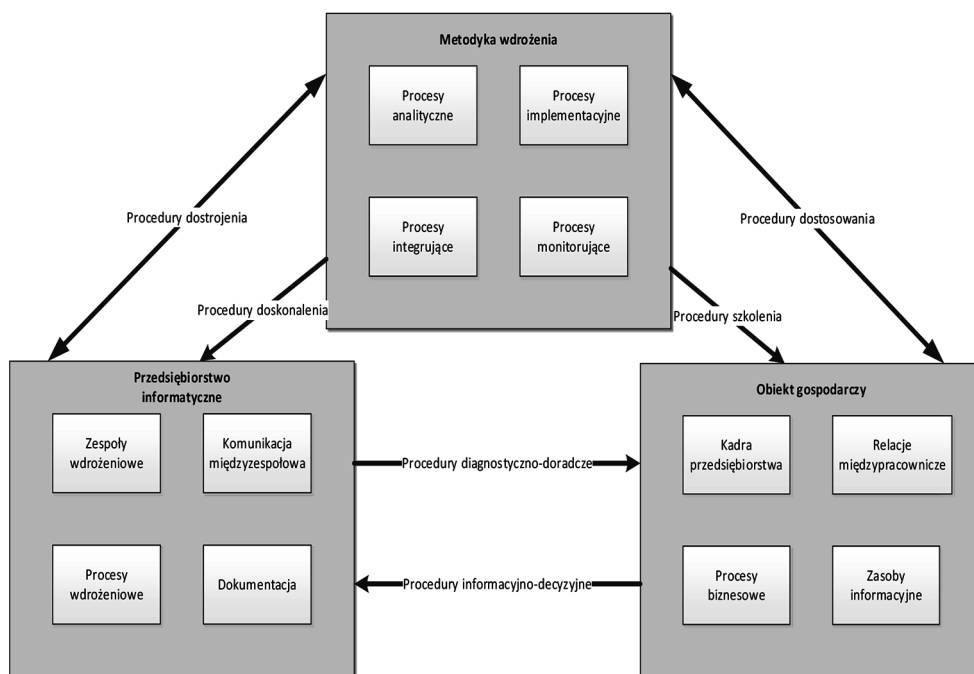 Metodyka wdrożenia
Procesy
analityczne
Procesy
implementacyjne
Procesy
integrujące
Procesy
monitorujące
Procedury dostrojenia
Procedury dostosowania
Procedury doskonalenia
Procedury szkolenia
Przedsiębiorstwo
informatyczne
Zespoły
wdrożeniowe
Komunikacja
międzyzespołowa
Procesy
wdrożeniowe
Dokumentacja
Procedury diagnostyczno-doradcze
Procedury informacyjno-decyzyjne
Obiekt gospodarczy
Kadra
przedsiębiorstwa
Relacje
międzypracownicze
Procesy
biznesowe
Zasoby
informacyjne